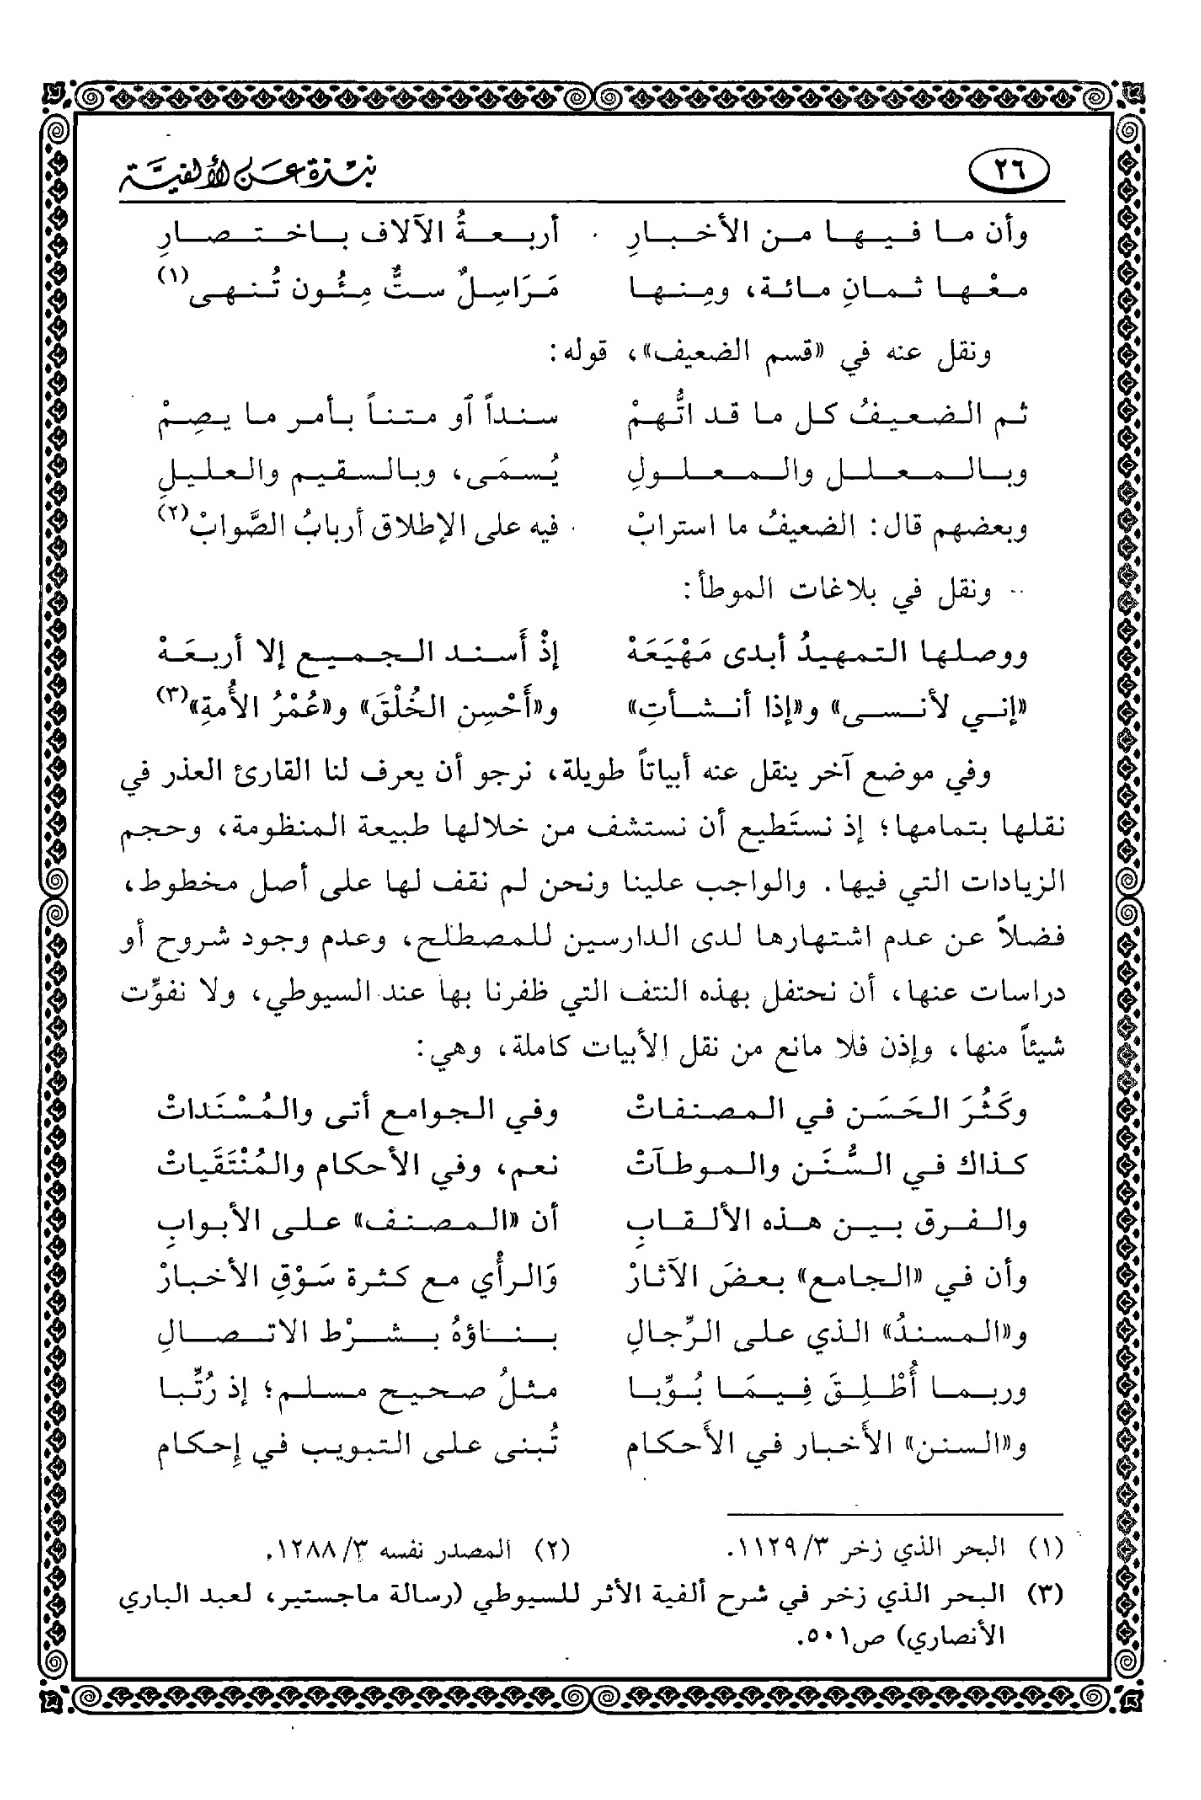 ٢٦ نبذة عن الألفية
وأن ما فيها من الأخبارِ أربعةُ الآلاف باختصارِ
معْها ثمانِ مائة، ومِنها مَرَاسِلٌ ستٌّ مِئُون تُنهى(١)
ونقل عنه في «قسم الضعيف»، قوله:
ثم الضعيفُ كل ما قد اتُّهمْ سنداً ٱو متناً بأمر ما يصِمْ
وبالمعلل والمعلولِ يُسمَى، وبالسقيم والعليلِ
وبعضهم قال: الضعيفُ ما استرابْ فيه على الإطلاق أربابُ الصَّوابْ(٢)
ونقل في بلاغات الموطأ:
ووصلها التمهيدُ أبدى مَهْيَعَهْ إذْ أَسند الجميع إلا أربعَهْ
«إني لأنسى» و«إذا أنشأتِ» و«أَحْسِن الخُلْقَ» و«عُمْرُ الأُمةِ»(٣)
وفي موضع آخر ينقل عنه أبياتاً طويلة، نرجو أن يعرف لنا القارئ العذر في
نقلها بتمامها؛ إذ نستَطيع أن نستشف من خلالها طبيعة المنظومة، وحجم
الزيادات التي فيها. والواجب علينا ونحن لم نقف لها على أصل مخطوط،
فضلاً عن عدم اشتهارها لدى الدارسين للمصطلح، وعدم وجود شروح أو
دراسات عنها، أن نحتفل بهذه النتف التي ظفرنا بها عند السيوطي، ولا نفوِّت
شيئاً منها، وإذن فلا مانع من نقل الأبيات كاملة، وهي:
وكَثُرَ الحَسَن في المصنفاتْ وفي الجوامع أتى والمُسْنَداتْ
كذاك في السُّنَن والموطآتْ نعم، وفي الأحكام والمُنْتَقَياتْ
والفرق بين هذه الألقابِ أن «المصنف» على الأبوابِ
وأن في «الجامع» بعضَ الآثارْ وَالرأْي مع كثرة سَوْقِ الأخبارْ
و«المسندُ» الذي على الرِّجالِ بناؤهُ بشرْط الاتصالِ
وربما أُطْلِقَ فِيمَا بُوِّبا مثلُ صحيح مسلم؛ إذ رُتِّبا
و«السنن» الأخبار في الأَحكام تُبنى على التبويب في إِحكام
(١) البحر الذي زخر ٣/ ١١٢٩. (٢) المصدر نفسه ٣/ ١٢٨٨.
(٣) البحر الذي زخر في شرح ألفية الأثر للسيوطي (رسالة ماجستير، لعبد الباري
الأنصاري) ص٥٠١.